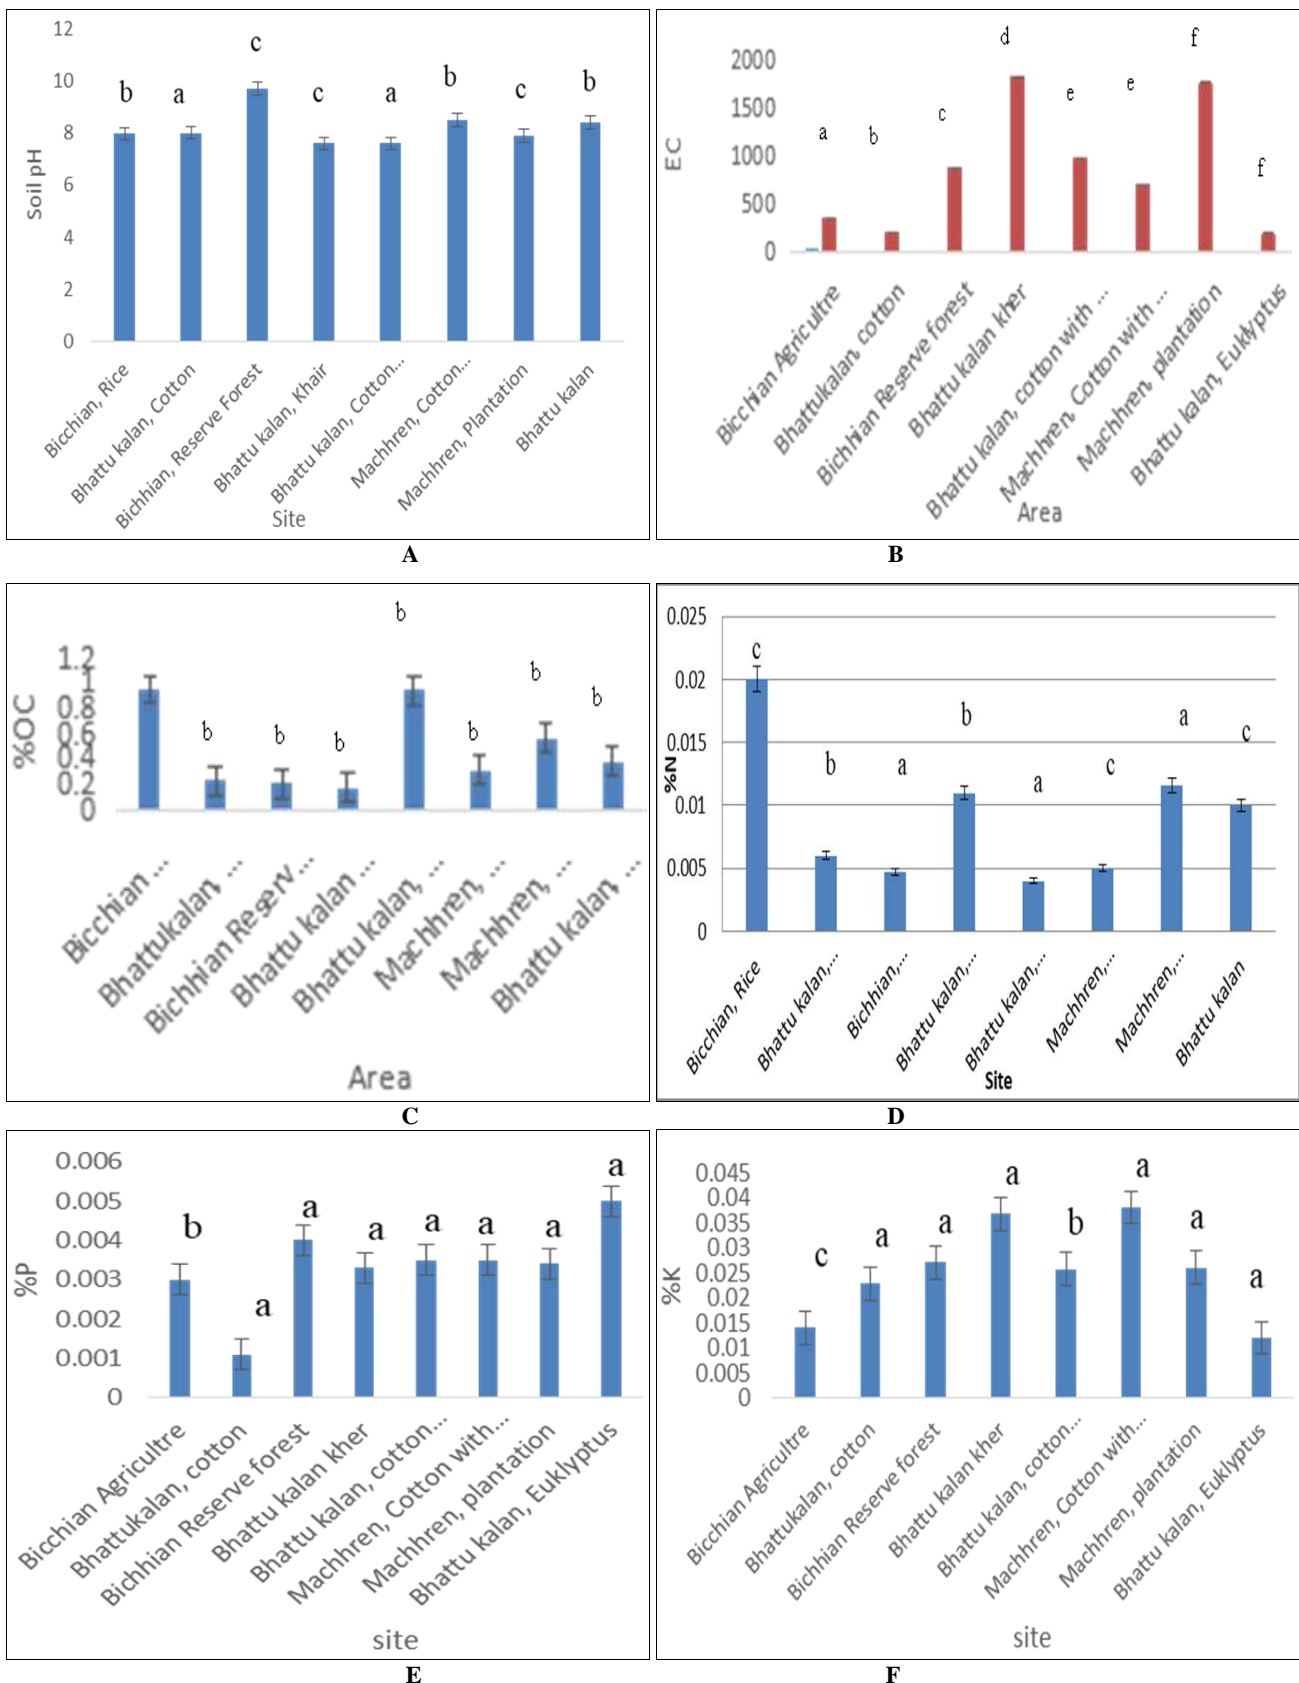 12
10
8
6
4
2
0
Soil pH
b
a
c
c
a
b
c
b
Bicchian, Rice
Bhattu kalan, Cotton
Bichhian, Reserve Forest
Bhattu kalan, Khair
Bhattu kalan, Cotton...
Machhren, Cotton...
Machhren, Plantation
Bhattu kalan
Site
A
2000
1500
1000
500
0
EC
a
b
c
d
e
e
f
f
Bicchian Agricultre
Bhattukalan, cotton
Bichhian Reserve forest
Bhattu kalan kher
Bhattu kalan, cotton with ...
Machhren, Cotton with ...
Machhren, plantation
Bhattu kalan, Euklyptus
Area
B
1.2
1
0.8
0.6
0.4
0.2
0
%OC
b
b
b
b
b
b
b
Bicchian ...
Bhattukalan, ...
Bichhian Reserv...
Bhattu kalan ...
Bhattu kalan, ...
Machhren, ...
Machhren, ...
Bhattu kalan, ...
Area
C
0.025
0.02
0.015
0.01
0.005
0
%N
c
b
a
b
a
c
a
c
Bicchian, Rice
Bhattu kalan,...
Bichhian,...
Bhattu kalan,...
Bhattu kalan,...
Machhren,...
Machhren,...
Bhattu kalan
Site
D
0.006
0.005
0.004
0.003
0.002
0.001
0
%P
b
a
a
a
a
a
a
a
Bicchian Agricultre
Bhattukalan, cotton
Bichhian Reserve forest
Bhattu kalan kher
Bhattu kalan, cotton...
Machhren, Cotton with...
Machhren, plantation
Bhattu kalan, Euklyptus
site
E
0.045
0.04
0.035
0.03
0.025
0.02
0.015
0.01
0.005
0
%K
c
a
a
a
b
a
a
a
Bicchian Agricultre
Bhattukalan, cotton
Bichhian Reserve forest
Bhattu kalan kher
Bhattu kalan, cotton...
Machhren, Cotton with...
Machhren, plantation
Bhattu kalan, Euklyptus
site
F